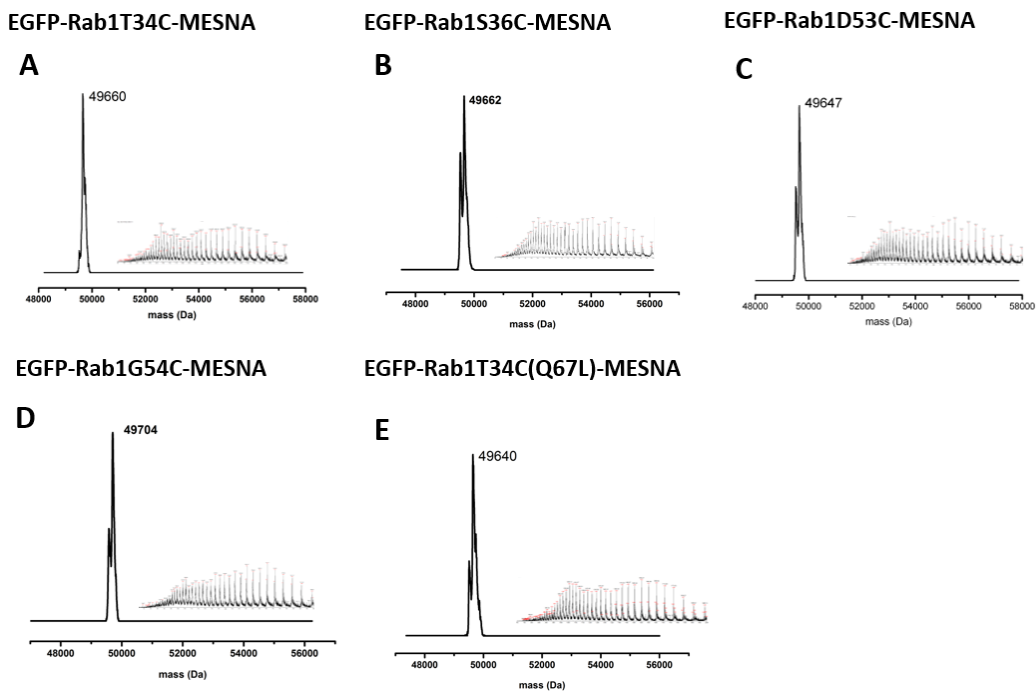 EGFP-Rab1T34C-MESNA
EGFP-Rab1S36C-MESNA
EGFP-Rab1D53C-MESNA
A
B
C
49660
49662
49647
48000 50000 52000 54000 56000 58000
mass (Da)
48000 50000 52000 54000 56000
mass (Da)
48000 50000 52000 54000 56000 58000
mass (Da)
EGFP-Rab1G54C-MESNA
EGFP-Rab1T34C(Q67L)-MESNA
D
E
49704
49640
48000 50000 52000 54000 56000
mass (Da)
48000 50000 52000 54000 56000
mass (Da)